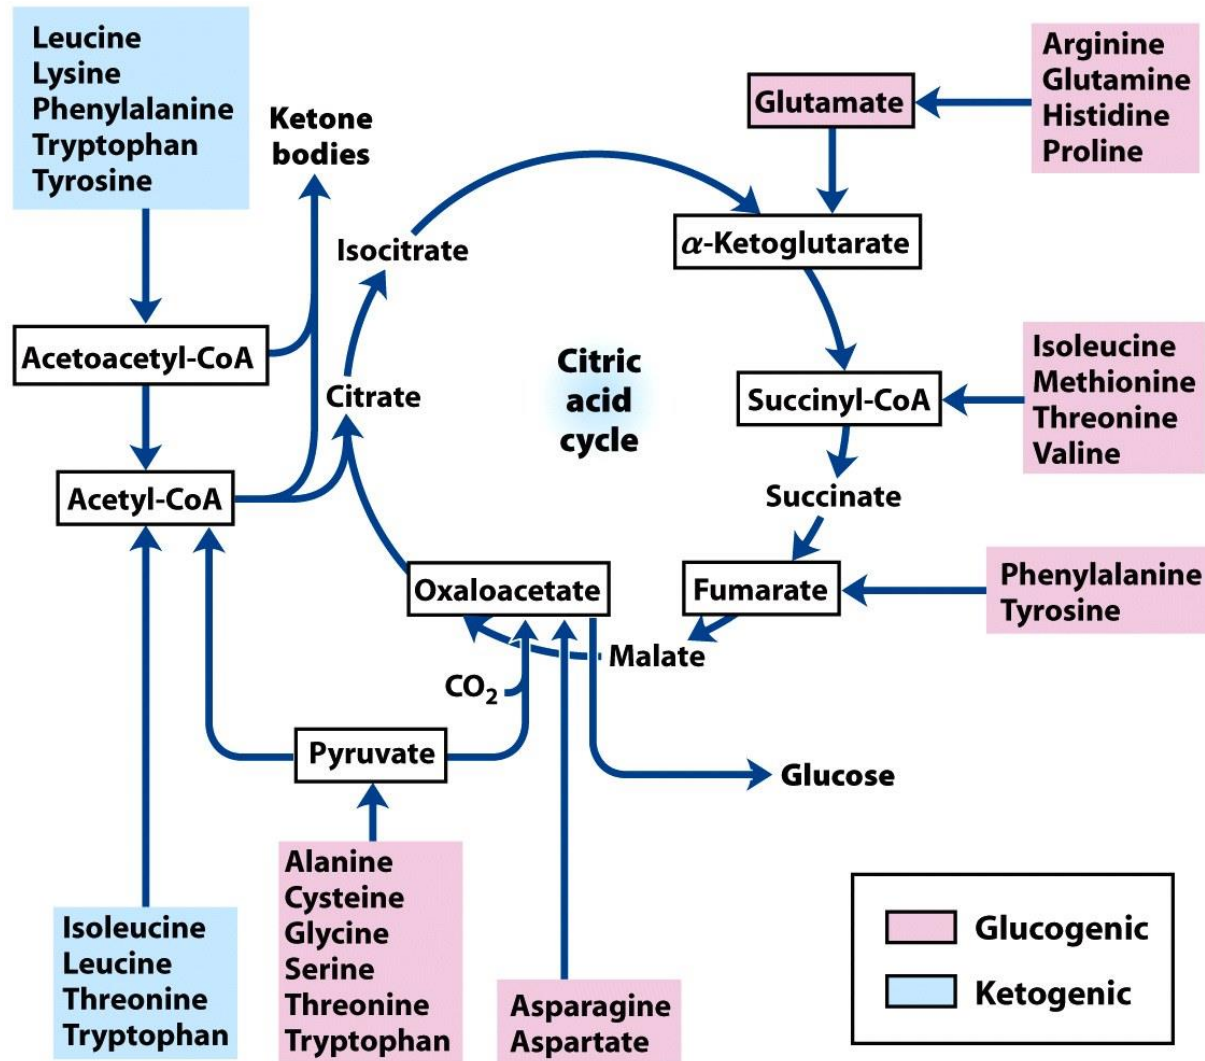 Leucine
Lysine
Phenylalanine
Tryptophan
Tyrosine
Ketone
bodies
Glutamate
Arginine
Glutamine
Histidine
Proline
Isocitrate
α-Ketoglutarate
Acetoacetyl-CoA
Citrate
Citric
acid
cycle
Succinyl-CoA
Isoleucine
Methionine
Threonine
Valine
Acetyl-CoA
Succinate
Oxaloacetate
Fumarate
Phenylalanine
Tyrosine
Malate
CO₂
Pyruvate
Glucose
Isoleucine
Leucine
Threonine
Tryptophan
Alanine
Cysteine
Glycine
Serine
Threonine
Tryptophan
Asparagine
Aspartate
Glucogenic
Ketogenic